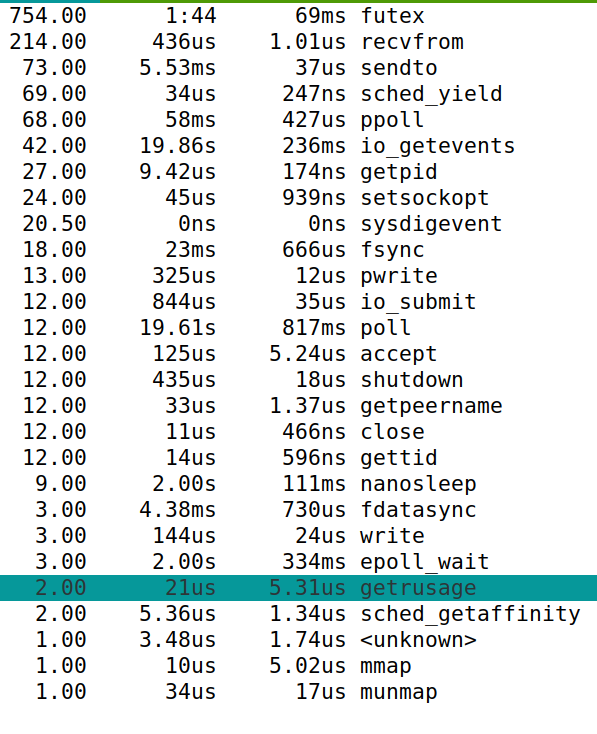 754.00 1:44 69ms futex
214.00 436us 1.01us recvfrom
73.00 5.53ms 37us sendto
69.00 34us 247ns sched_yield
68.00 58ms 427us ppoll
42.00 19.86s 236ms io_getevents
27.00 9.42us 174ns getpid
24.00 45us 939ns setsockopt
20.50 0ns 0ns sysdigevent
18.00 23ms 666us fsync
13.00 325us 12us pwrite
12.00 844us 35us io_submit
12.00 19.61s 817ms poll
12.00 125us 5.24us accept
12.00 435us 18us shutdown
12.00 33us 1.37us getpeername
12.00 11us 466ns close
12.00 14us 596ns gettid
9.00 2.00s 111ms nanosleep
3.00 4.38ms 730us fdatasync
3.00 144us 24us write
3.00 2.00s 334ms epoll_wait
2.00 21us 5.31us getrusage
2.00 5.36us 1.34us sched_getaffinity
1.00 3.48us 1.74us <unknown>
1.00 10us 5.02us mmap
1.00 34us 17us munmap